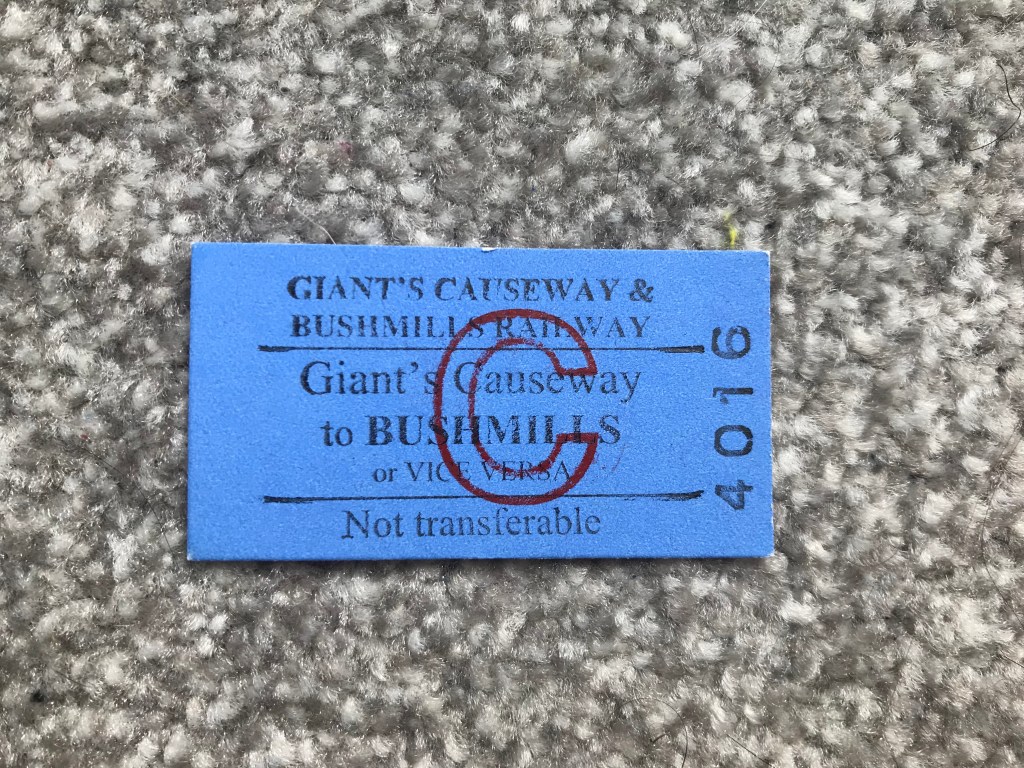 GIANT'S CAUSEWAY &
BUSHMILLS RAILWAY
Giant's Causeway
to BUSHMILLS
or VICE VERSA
Not transferable
C
4016